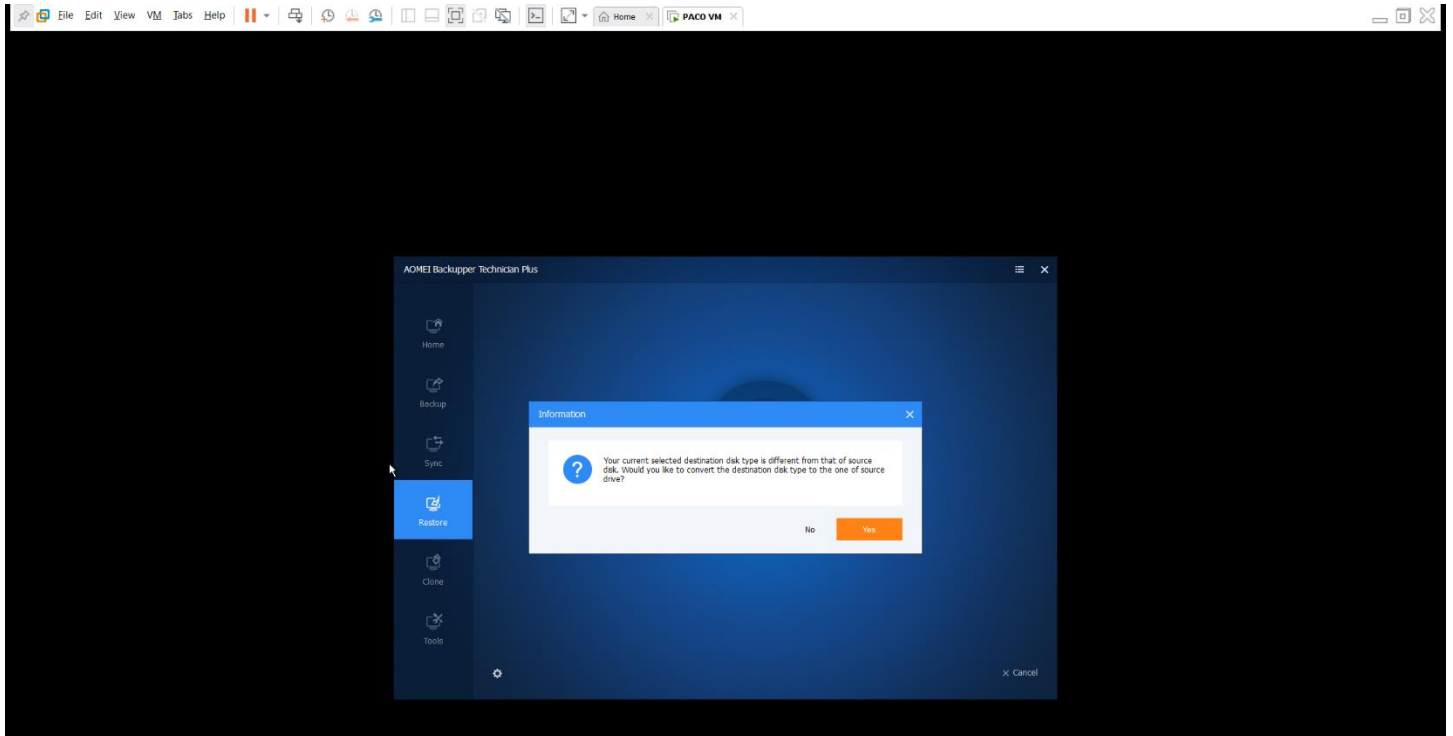 File Edit View VM Tabs Help Home PACO VM
AOMEI Backupper Technician Plus
Home
Backup
Sync
Restore
Clone
Tools
Information
Your current selected destination disk type is different from that of source
disk. Would you like to convert the destination disk type to the one of source
drive?
No Yes
Cancel